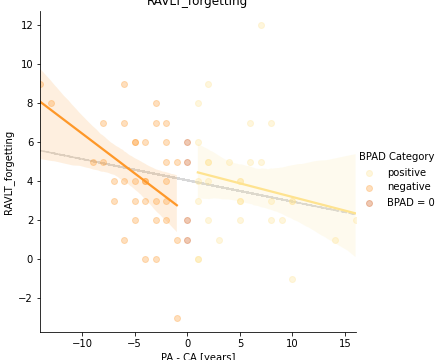 RAVLT_forgetting
12
10
8
6
4
2
0
−2
RAVLT_forgetting
−10
−5
0
5
10
15
PA - CA [years]
BPAD Category
positive
negative
BPAD = 0